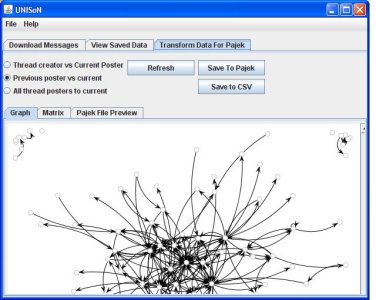 UNISoN
File Help
Download Messages View Saved Data Transform Data For Pajek
Thread creator vs Current Poster
Previous poster vs current
All thread posters to current
Refresh Save To Pajek
Save to CSV
Graph Matrix Pajek File Preview